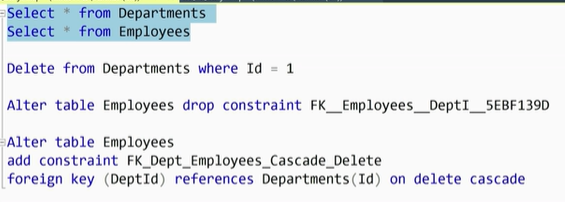 Select * from Departments
Select * from Employees
Delete from Departments where Id = 1
Alter table Employees drop constraint FK__Employees__DeptI__5EBF139D
Alter table Employees
add constraint FK_Dept_Employees_Cascade_Delete
foreign key (DeptId) references Departments(Id) on delete cascade